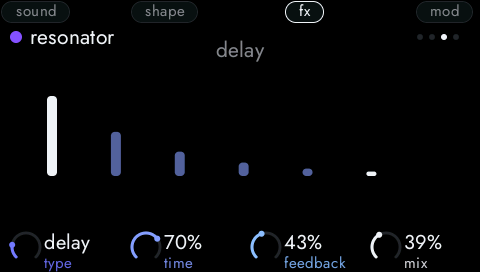 sound shape fx mod
resonator
delay
delay 70% 43% 39%
type time feedback mix